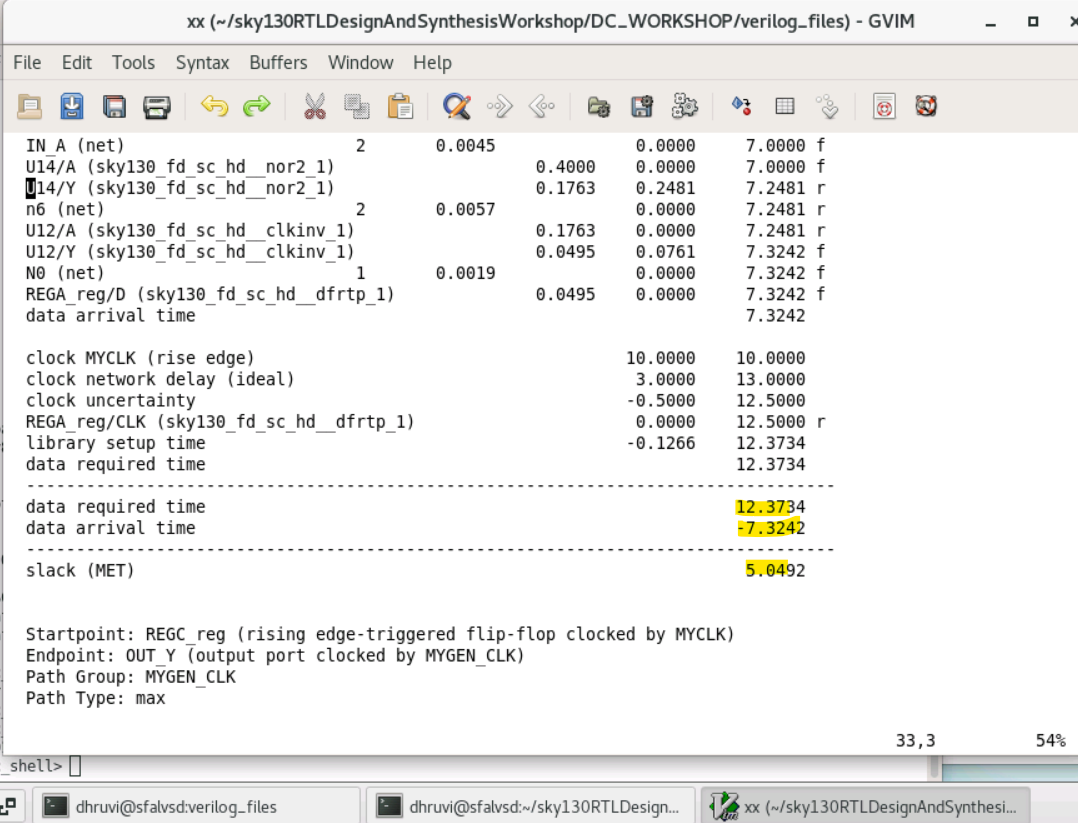 xx (~/sky130RTLDesignAndSynthesisWorkshop/DC_WORKSHOP/verilog_files) - GVIM
File Edit Tools Syntax Buffers Window Help
IN_A (net) 2 0.0045 0.0000 7.0000 f
U14/A (sky130_fd_sc_hd__nor2_1) 0.4000 0.0000 7.0000 f
U14/Y (sky130_fd_sc_hd__nor2_1) 0.1763 0.2481 7.2481 r
n6 (net) 2 0.0057 0.0000 7.2481 r
U12/A (sky130_fd_sc_hd__clkinv_1) 0.1763 0.0000 7.2481 r
U12/Y (sky130_fd_sc_hd__clkinv_1) 0.0495 0.0761 7.3242 f
N0 (net) 1 0.0019 0.0000 7.3242 f
REGA_reg/D (sky130_fd_sc_hd__dfrtp_1) 0.0495 0.0000 7.3242 f
data arrival time 7.3242
clock MYCLK (rise edge) 10.0000 10.0000
clock network delay (ideal) 3.0000 13.0000
clock uncertainty -0.5000 12.5000
REGA_reg/CLK (sky130_fd_sc_hd__dfrtp_1) 0.0000 12.5000 r
library setup time -0.1266 12.3734
data required time 12.3734
--------------------------------------------------------------------------
data required time 12.3734
data arrival time -7.3242
--------------------------------------------------------------------------
slack (MET) 5.0492
Startpoint: REGC_reg (rising edge-triggered flip-flop clocked by MYCLK)
Endpoint: OUT_Y (output port clocked by MYGEN_CLK)
Path Group: MYGEN_CLK
Path Type: max
33,3 54%
_shell>
dhruvi@sfalvsd:verilog_files dhruvi@sfalvsd:~/sky130RTLDesign... xx (~/sky130RTLDesignAndSynthesi...